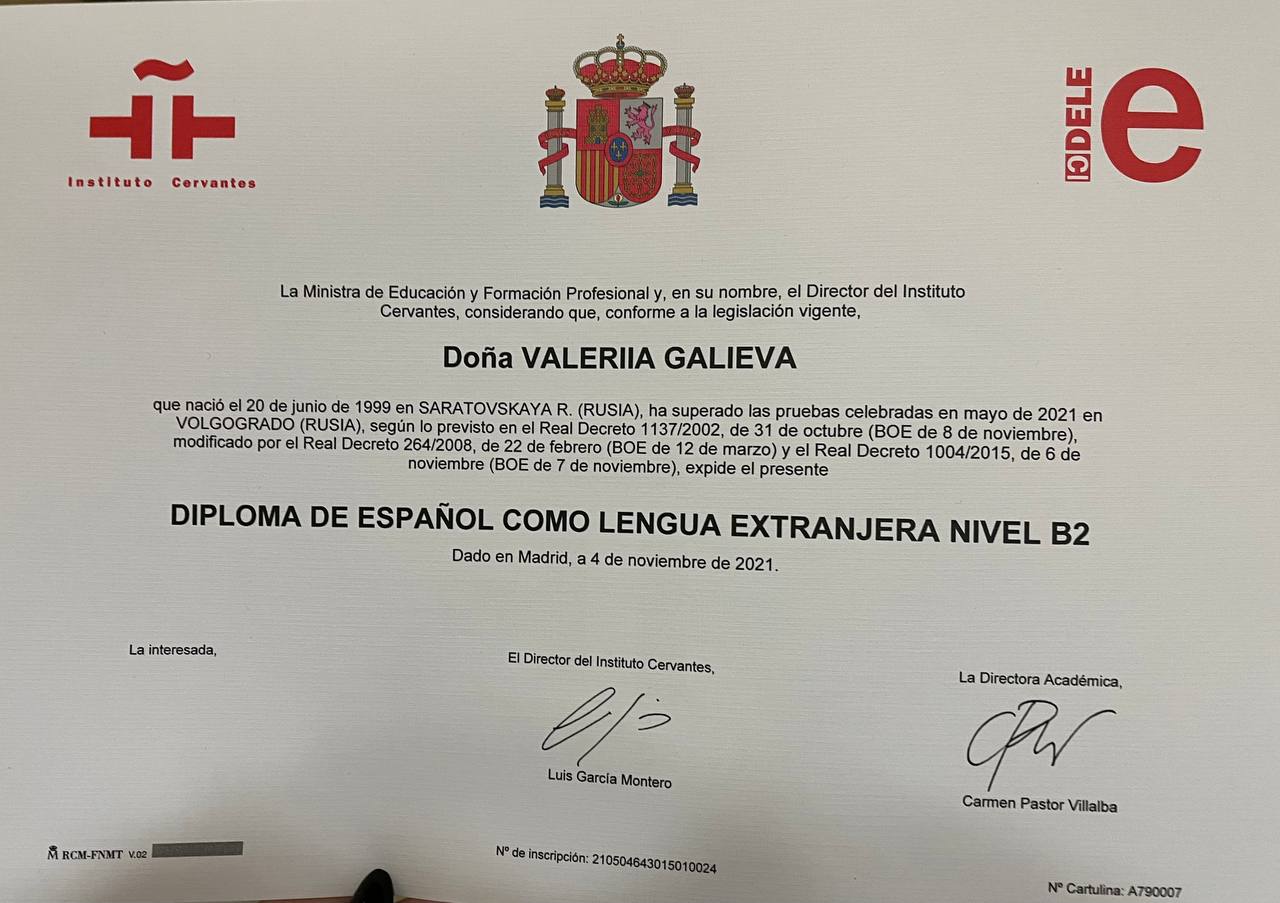 Instituto Cervantes
DELE
e
La Ministra de Educación y Formación Profesional y, en su nombre, el Director del Instituto
Cervantes, considerando que, conforme a la legislación vigente,
Doña VALERIIA GALIEVA
que nació el 20 de junio de 1999 en SARATOVSKAYA R. (RUSIA), ha superado las pruebas celebradas en mayo de 2021 en
VOLGOGRADO (RUSIA), según lo previsto en el Real Decreto 1137/2002, de 31 de octubre (BOE de 8 de noviembre),
modificado por el Real Decreto 264/2008, de 22 de febrero (BOE de 12 de marzo) y el Real Decreto 1004/2015, de 6 de
noviembre (BOE de 7 de noviembre), expide el presente
DIPLOMA DE ESPAÑOL COMO LENGUA EXTRANJERA NIVEL B2
Dado en Madrid, a 4 de noviembre de 2021.
La interesada,
El Director del Instituto Cervantes,
La Directora Académica,
Luis García Montero
Carmen Pastor Villalba
RCM-FNMT V.02
Nº de inscripción: 210504643015010024
Nº Cartulina: A790007